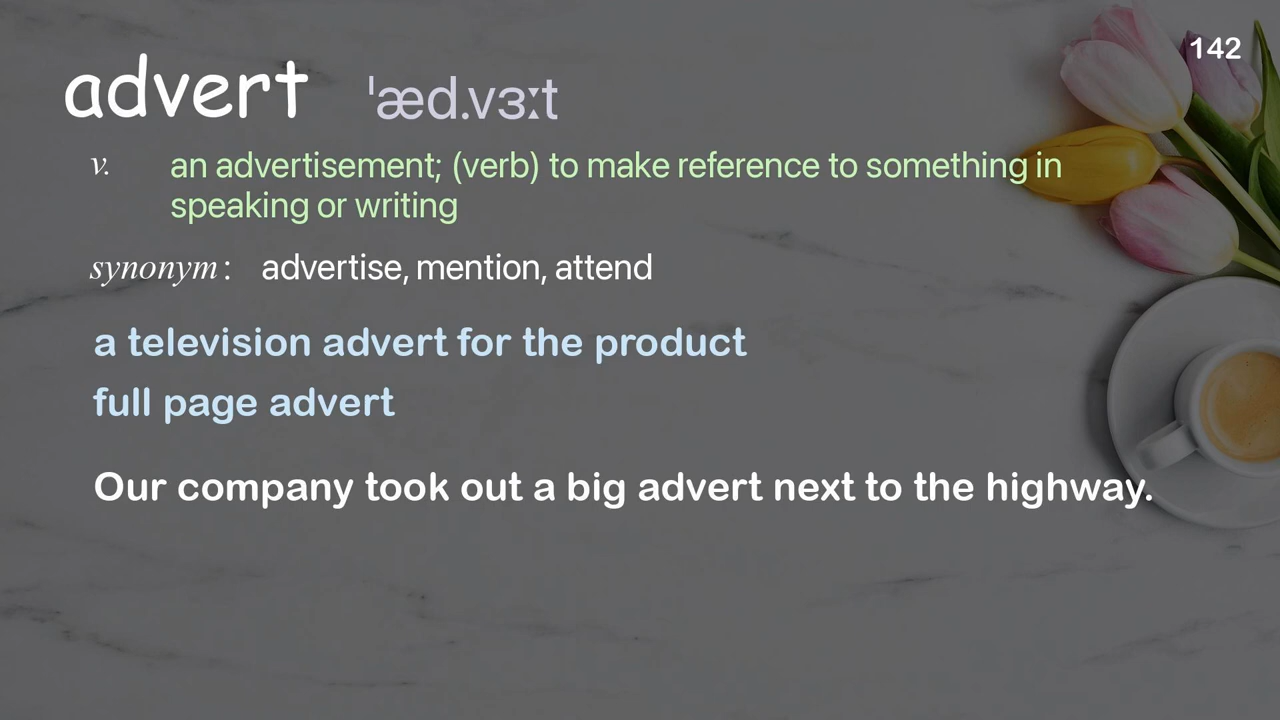 142
advert ˈæd.vɜːt
v. an advertisement; (verb) to make reference to something in
speaking or writing
synonym : advertise, mention, attend
a television advert for the product
full page advert
Our company took out a big advert next to the highway.